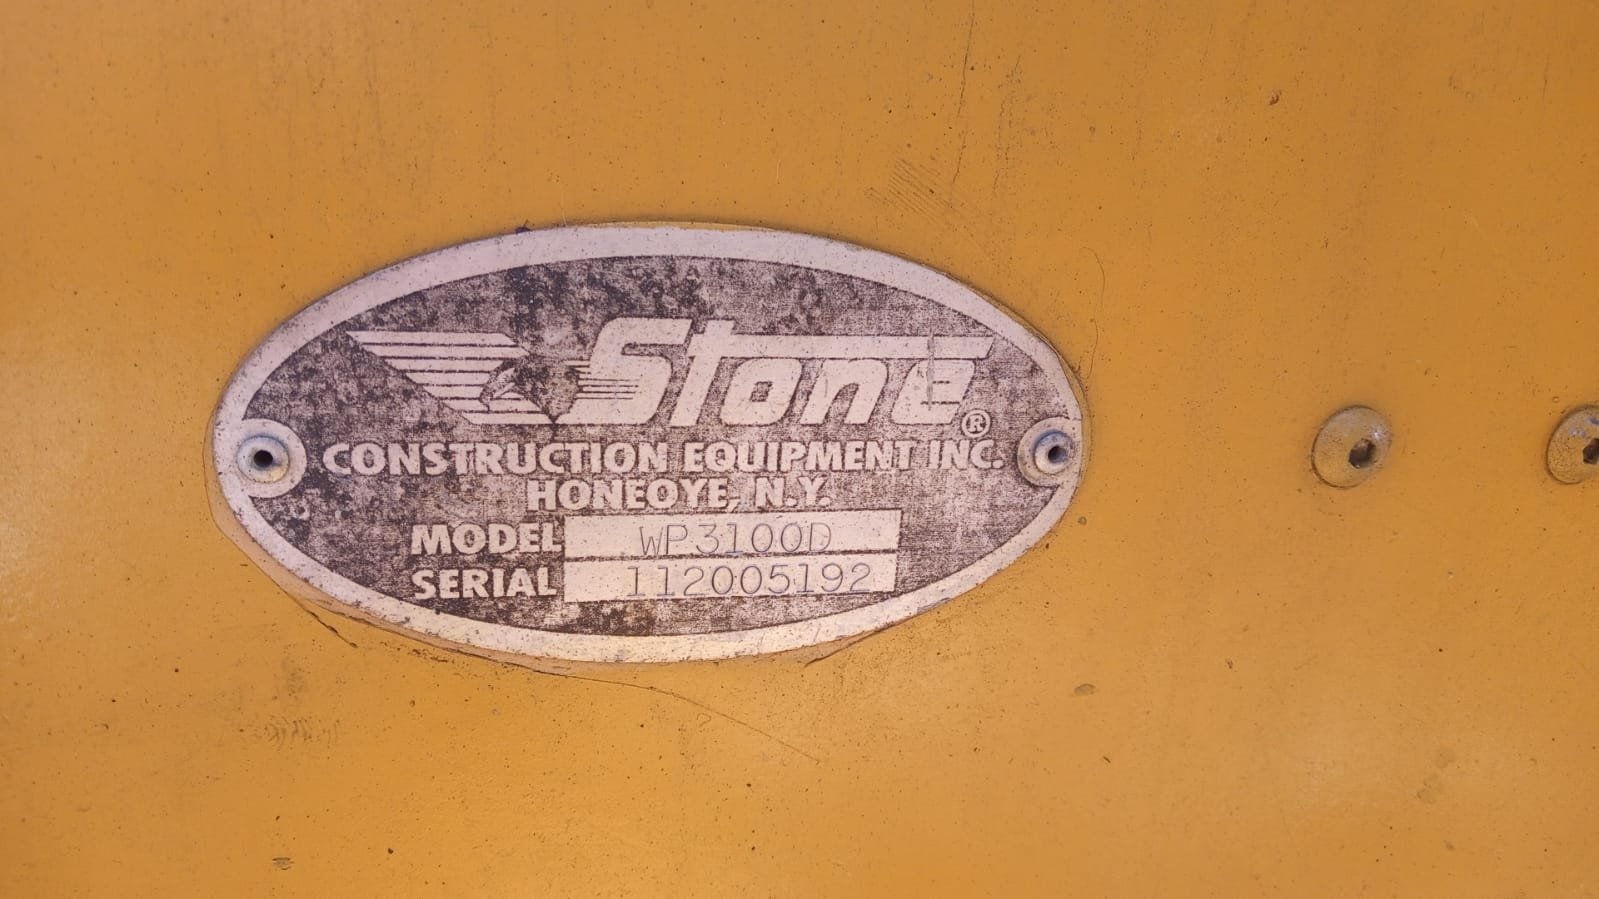 Stone®
CONSTRUCTION EQUIPMENT INC.
HONEOYE, N.Y.
MODEL WP3100D
SERIAL 112005192